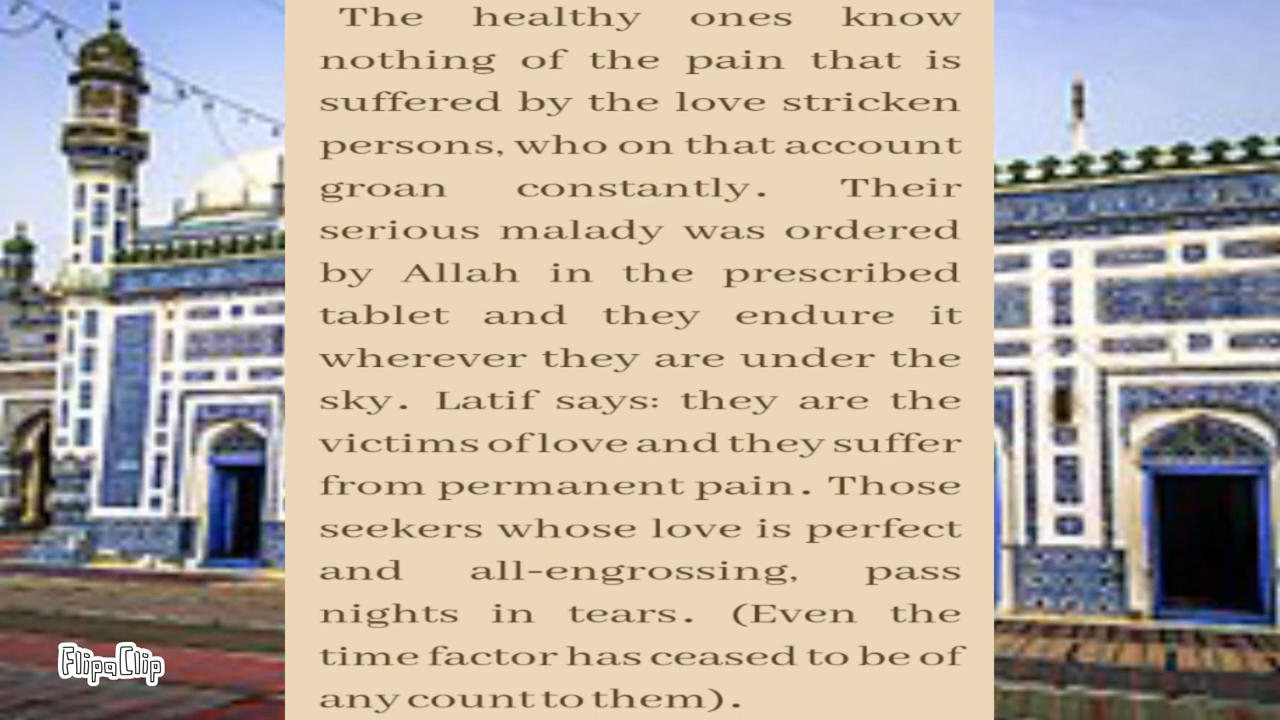 The healthy ones know
nothing of the pain that is
suffered by the love stricken
persons, who on that account
groan constantly. Their
serious malady was ordered
by Allah in the prescribed
tablet and they endure it
wherever they are under the
sky. Latif says: they are the
victims of love and they suffer
from permanent pain. Those
seekers whose love is perfect
and all-engrossing, pass
nights in tears. (Even the
time factor has ceased to be of
any count to them).
FlipaClip